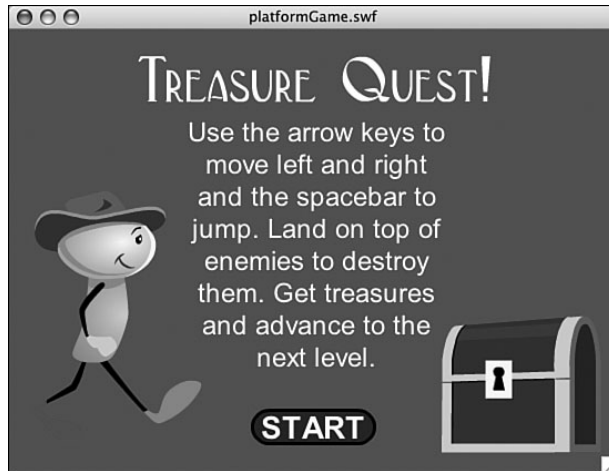 platformGame.swf
TREASURE QUEST!
Use the arrow keys to
move left and right
and the spacebar to
jump. Land on top of
enemies to destroy
them. Get treasures
and advance to the
next level.
START